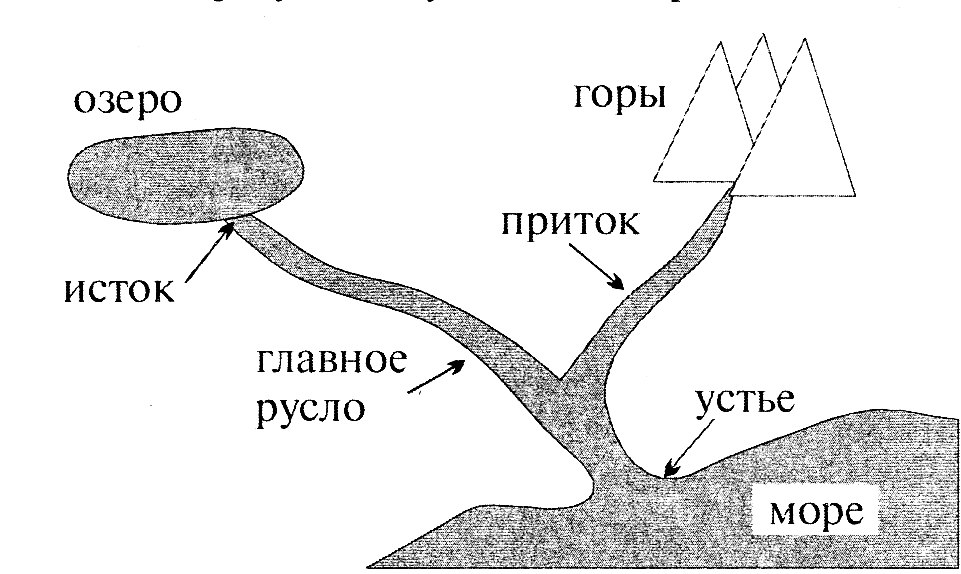 озеро
горы
приток
исток
главное
русло
устье
море